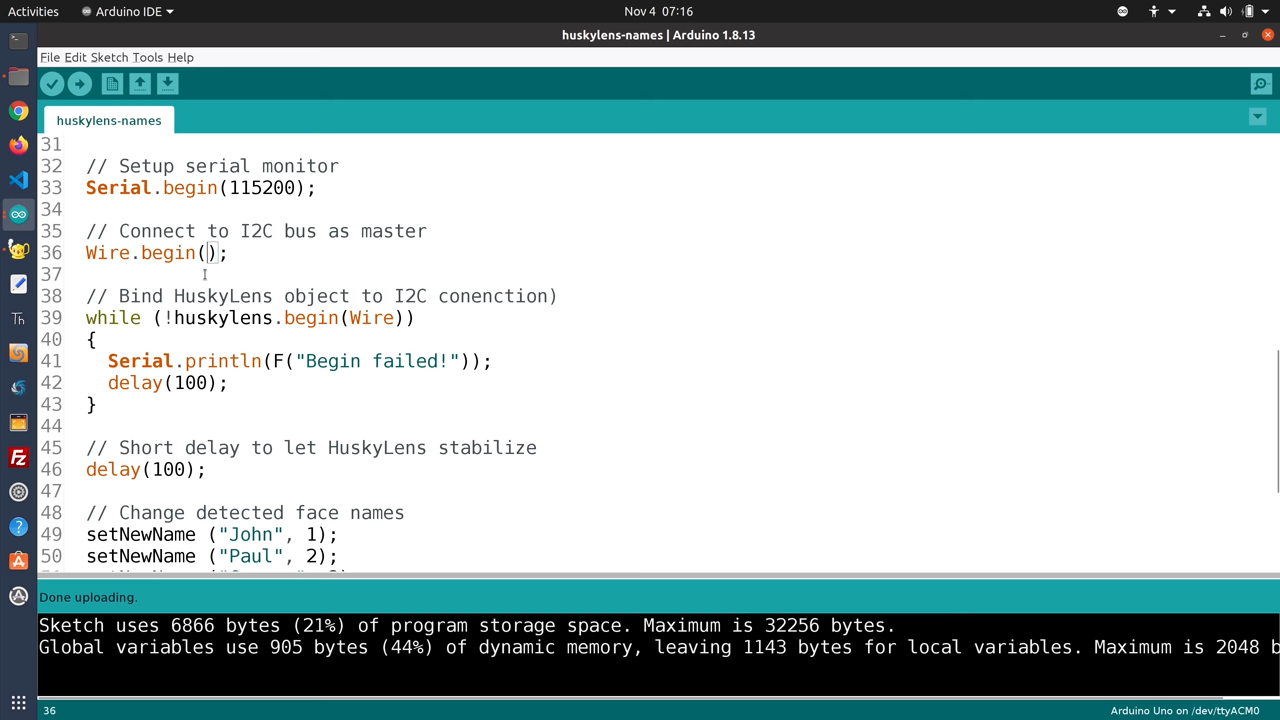 Activities Arduino IDE Nov 4 07:16
huskylens-names | Arduino 1.8.13
File Edit Sketch Tools Help
huskylens-names
31
32 // Setup serial monitor
33 Serial.begin(115200);
34
35 // Connect to I2C bus as master
36 Wire.begin();
37
38 // Bind HuskyLens object to I2C conenction)
39 while (!huskylens.begin(Wire))
40 {
41 Serial.println(F("Begin failed!"));
42 delay(100);
43 }
44
45 // Short delay to let HuskyLens stabilize
46 delay(100);
47
48 // Change detected face names
49 setNewName ("John", 1);
50 setNewName ("Paul", 2);
Done uploading.
Sketch uses 6866 bytes (21%) of program storage space. Maximum is 32256 bytes.
Global variables use 905 bytes (44%) of dynamic memory, leaving 1143 bytes for local variables. Maximum is 2048 b
36 Arduino Uno on /dev/ttyACM0